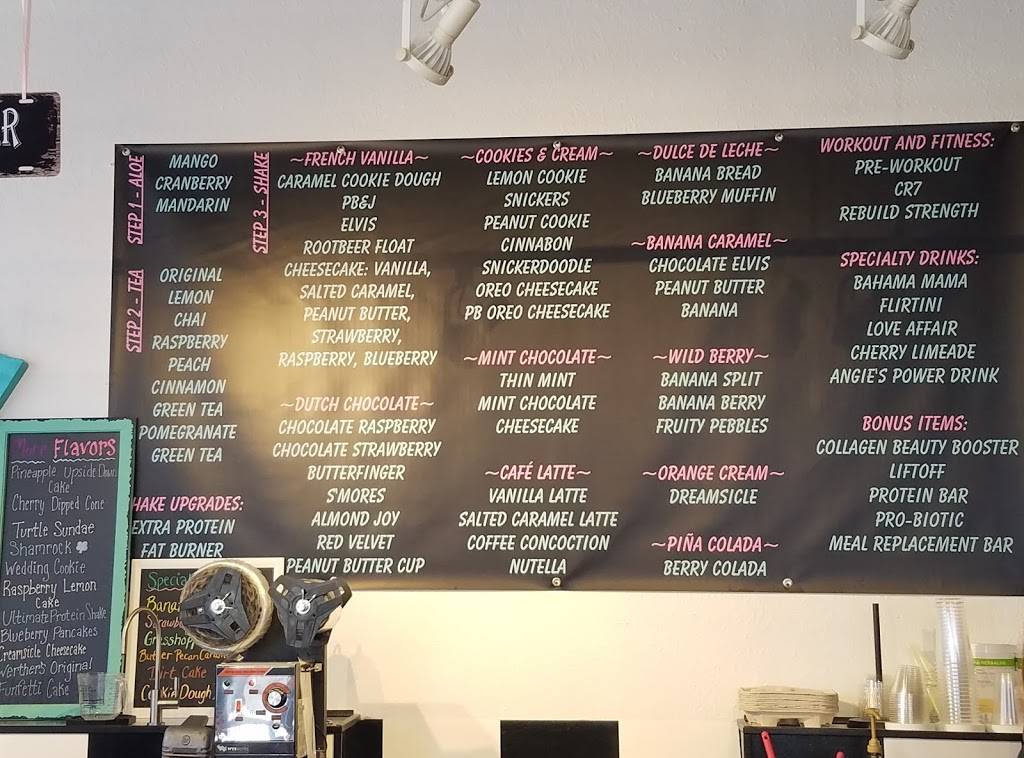 R
STEP 1 - ALOE
MANGO
CRANBERRY
MANDARIN
STEP 2 - TEA
ORIGINAL
LEMON
CHAI
RASPBERRY
PEACH
CINNAMON
GREEN TEA
POMEGRANATE
GREEN TEA
HAKE UPGRADES:
EXTRA PROTEIN
FAT BURNER
STEP 3 - SHAKE
~FRENCH VANILLA~
CARAMEL COOKIE DOUGH
PB&J
ELVIS
ROOTBEER FLOAT
CHEESECAKE: VANILLA,
SALTED CARAMEL,
PEANUT BUTTER,
STRAWBERRY,
RASPBERRY, BLUEBERRY
~DUTCH CHOCOLATE~
CHOCOLATE RASPBERRY
CHOCOLATE STRAWBERRY
BUTTERFINGER
S'MORES
ALMOND JOY
RED VELVET
PEANUT BUTTER CUP
~COOKIES & CREAM~
LEMON COOKIE
SNICKERS
PEANUT COOKIE
CINNABON
SNICKERDOODLE
OREO CHEESECAKE
PB OREO CHEESECAKE
~MINT CHOCOLATE~
THIN MINT
MINT CHOCOLATE
CHEESECAKE
~CAFÉ LATTE~
VANILLA LATTE
SALTED CARAMEL LATTE
COFFEE CONCOCTION
NUTELLA
~DULCE DE LECHE~
BANANA BREAD
BLUEBERRY MUFFIN
~BANANA CARAMEL~
CHOCOLATE ELVIS
PEANUT BUTTER
BANANA
~WILD BERRY~
BANANA SPLIT
BANANA BERRY
FRUITY PEBBLES
~ORANGE CREAM~
DREAMSICLE
~PIÑA COLADA~
BERRY COLADA
WORKOUT AND FITNESS:
PRE-WORKOUT
CR7
REBUILD STRENGTH
SPECIALTY DRINKS:
BAHAMA MAMA
FLIRTINI
LOVE AFFAIR
CHERRY LIMEADE
ANGIE'S POWER DRINK
BONUS ITEMS:
COLLAGEN BEAUTY BOOSTER
LIFTOFF
PROTEIN BAR
PRO-BIOTIC
MEAL REPLACEMENT BAR
More Flavors
Pineapple Upside Down
Cake
Cherry Dipped Cone
Turtle Sundae
Shamrock
Wedding Cookie
Raspberry Lemon
Cake
Ultimate Protein Shake
Blueberry Pancakes
Creamsicle Cheesecake
Werther's Original
Funfetti Cake
Special
Bana
Strawb
Grasshopp
Butter Pecan
Dirt Cake
Cookie Dough
HERBALIFE